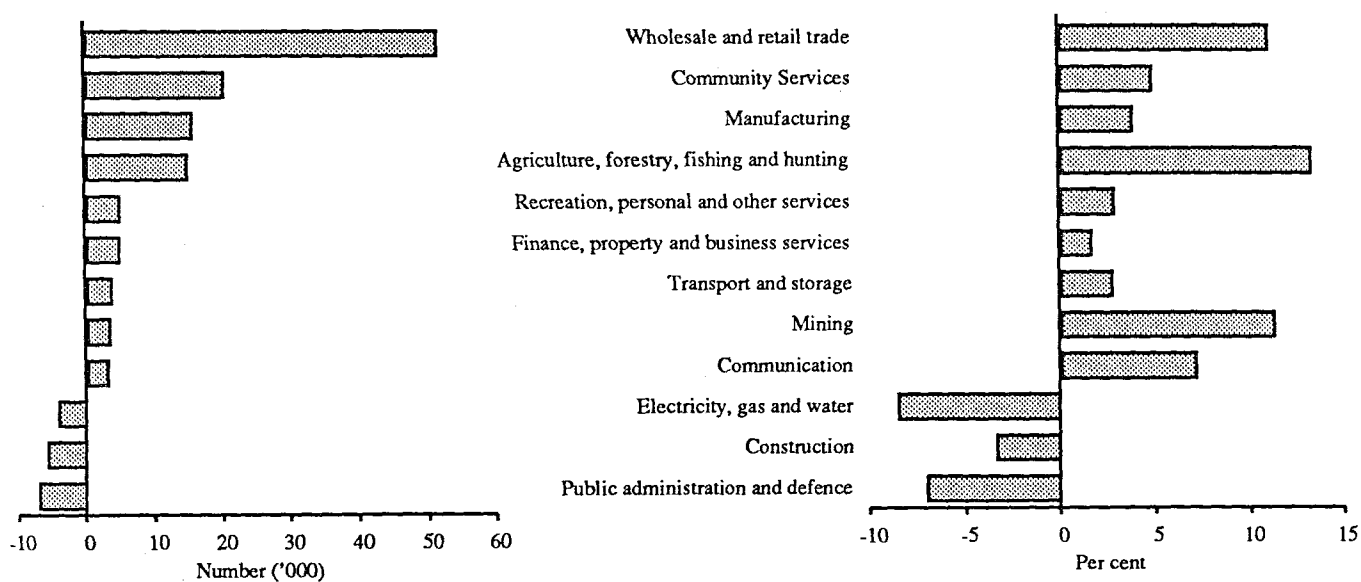 Wholesale and retail trade
Community Services
Manufacturing
Agriculture, forestry, fishing and hunting
Recreation, personal and other services
Finance, property and business services
Transport and storage
Mining
Communication
Electricity, gas and water
Construction
Public administration and defence
-10 0 10 20 30 40 50 60
Number ('000)
-10 -5 0 5 10 15
Per cent